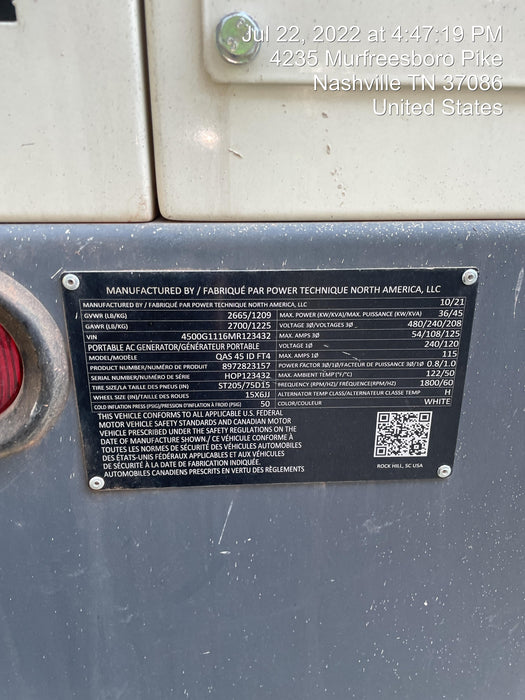 Jul 22, 2022 at 4:47:19 PM
4235 Murfreesboro Pike
Nashville TN 37086
United States
MANUFACTURED BY / FABRIQUÉ PAR POWER TECHNIQUE NORTH AMERICA, LLC
MANUFACTURED BY / FABRIQUÉ PAR POWER TECHNIQUE NORTH AMERICA, LLC 10/21
GVWR (LB/KG) 2665/1209 MAX. POWER (KW/KVA)/MAX. PUISSANCE (KW/KVA) 36/45
GAWR (LB/KG) 2700/1225 VOLTAGE 3Ø/VOLTAGES 3Ø 480/240/208
VIN 4500G1116MR123432 MAX. AMPS 3Ø 54/108/125
PORTABLE AC GENERATOR/GÉNÉRATEUR PORTABLE VOLTAGE 1Ø 240/120
MODEL/MODÈLE QAS 45 ID FT4 MAX. AMPS 1Ø 115
PRODUCT NUMBER/NUMÉRO DE PRODUIT 8972823157 POWER FACTOR 3Ø/1Ø/FACTEUR DE PUISSANCE 3Ø/1Ø 0.8/1.0
SERIAL NUMBER/NUMÉRO DE SÉRIE HOP123432 MAX. AMBIENT TEMP (°F/°C) 122/50
TIRE SIZE/LA TAILLE DES PNEUS (IN) ST205/75D15 FREQUENCY (RPM/HZ)/ FRÉQUENCE(RPM/HZ) 1800/60
WHEEL SIZE (IN)/TAILLE DES ROUES 15X6JJ ALTERNATOR TEMP CLASS/ALTERNATEUR CLASSE TEMP H
COLD INFLATION PRESS (PSIG)/PRESSION D'INFLATION À FROID (PSIG) 50 COLOR/COULEUR WHITE
THIS VEHICLE CONFORMS TO ALL APPLICABLE U.S. FEDERAL
MOTOR VEHICLE SAFETY STANDARDS AND CANADIAN MOTOR
VEHICLE PRESCRIBED UNDER THE SAFETY REGULATIONS ON THE
DATE OF MANUFACTURE SHOWN./ CE VÉHICULE CONFORME À
TOUTES LES NORMES DE SÉCURITÉ DES VÉHICULES AUTOMOBILES
DES ÉTATS-UNIS FÉDÉRAUX APPLICABLES ET AUX VÉHICULES
DE SÉCURITÉ À LA DATE DE FABRICATION INDIQUÉE.
AUTOMOBILES CANADIENS PRESCRITS EN VERTU DES RÈGLEMENTS
ROCK HILL, SC USA